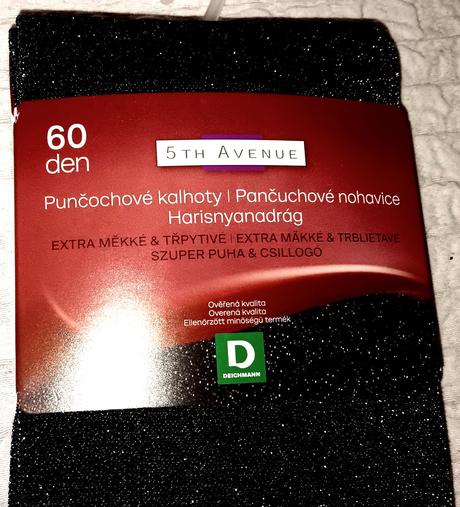 60
den
5TH AVENUE
Punčochové kalhoty | Pančuchové nohavice
Harisnyanadrág
EXTRA MĚKKÉ & TŘPYTIVÉ | EXTRA MÄKKÉ & TRBLIETAVÉ
SZUPER PUHA & CSILLOGÓ
Ověřená kvalita
Overená kvalita
Ellenőrzött minőségű termék
D
DEICHMANN